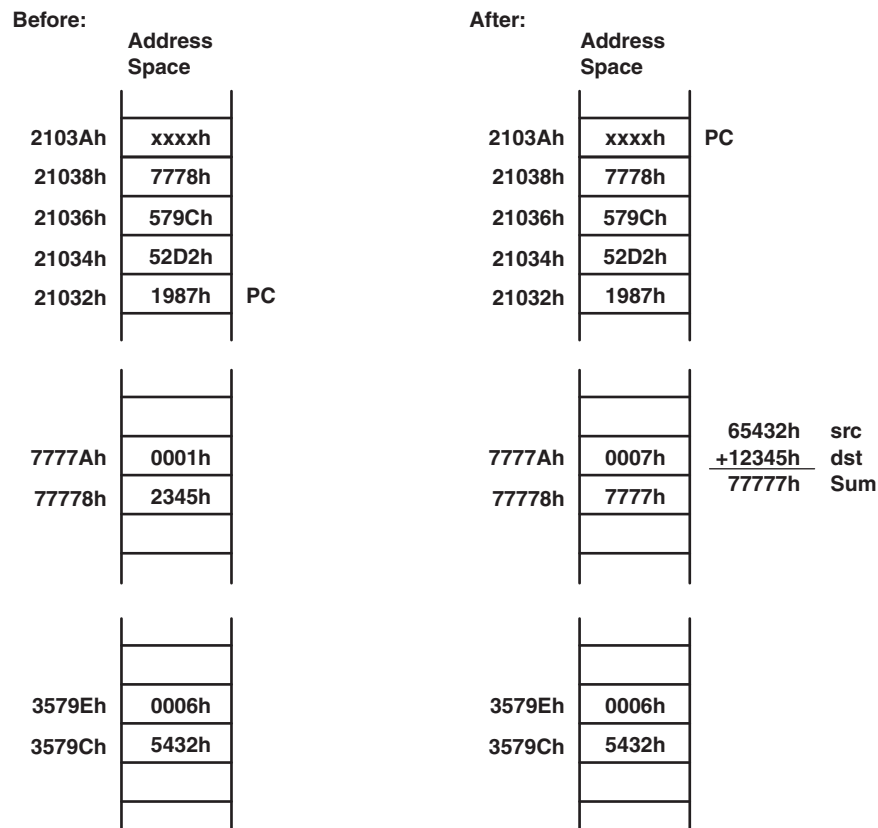 Before:
Address
Space
2103Ah xxxxh
21038h 7778h
21036h 579Ch
21034h 52D2h
21032h 1987h PC
7777Ah 0001h
77778h 2345h
3579Eh 0006h
3579Ch 5432h
After:
Address
Space
2103Ah xxxxh PC
21038h 7778h
21036h 579Ch
21034h 52D2h
21032h 1987h
7777Ah 0007h
77778h 7777h
65432h src
+12345h dst
77777h Sum
3579Eh 0006h
3579Ch 5432h